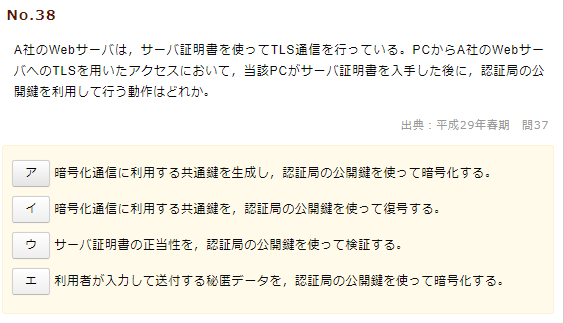 No.38
A社のWebサーバは，サーバ証明書を使ってTLS通信を行っている。PCからA社のWebサー
バへのTLSを用いたアクセスにおいて，当該PCがサーバ証明書を入手した後に，認証局の公
開鍵を利用して行う動作はどれか。
出典：平成29年春期　問37
ア 暗号化通信に利用する共通鍵を生成し，認証局の公開鍵を使って暗号化する。
イ 暗号化通信に利用する共通鍵を，認証局の公開鍵を使って復号する。
ウ サーバ証明書の正当性を，認証局の公開鍵を使って検証する。
エ 利用者が入力して送付する秘匿データを，認証局の公開鍵を使って暗号化する。